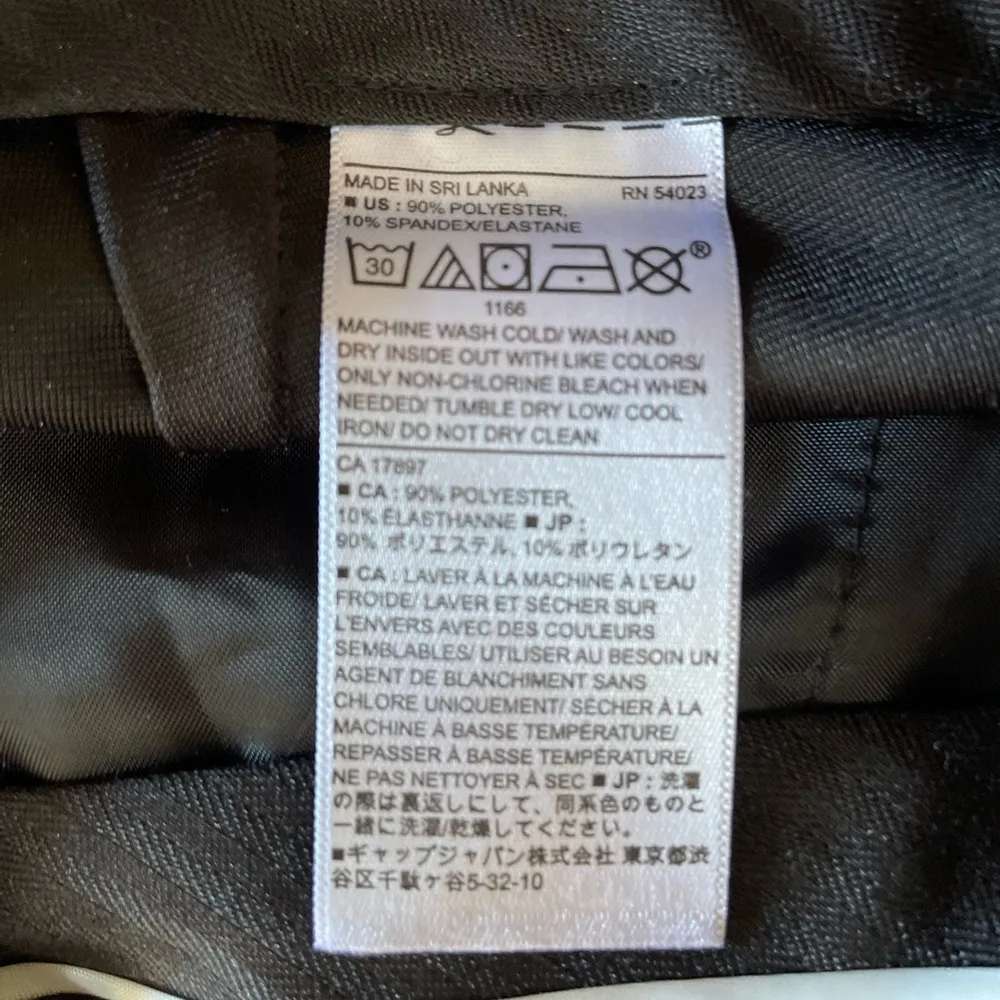 MADE IN SRI LANKA RN 54023
■ US : 90% POLYESTER,
10% SPANDEX/ELASTANE
30 ®
1166
MACHINE WASH COLD/ WASH AND
DRY INSIDE OUT WITH LIKE COLORS/
ONLY NON-CHLORINE BLEACH WHEN
NEEDED/ TUMBLE DRY LOW/ COOL
IRON/ DO NOT DRY CLEAN
CA 17897
■ CA : 90% POLYESTER,
10% ÉLASTHANNE ■ JP :
90% ポリエステル, 10% ポリウレタン
■ CA : LAVER À LA MACHINE À L'EAU
FROIDE/ LAVER ET SÉCHER SUR
L'ENVERS AVEC DES COULEURS
SEMBLABLES/ UTILISER AU BESOIN UN
AGENT DE BLANCHIMENT SANS
CHLORE UNIQUEMENT/ SÉCHER À LA
MACHINE À BASSE TEMPÉRATURE/
REPASSER À BASSE TEMPÉRATURE/
NE PAS NETTOYER À SEC ■ JP : 洗濯
の際は裏返しにして、同系色のものと
一緒に洗濯/乾燥してください。
■ギャップジャパン株式会社 東京都渋
谷区千駄ヶ谷5-32-10